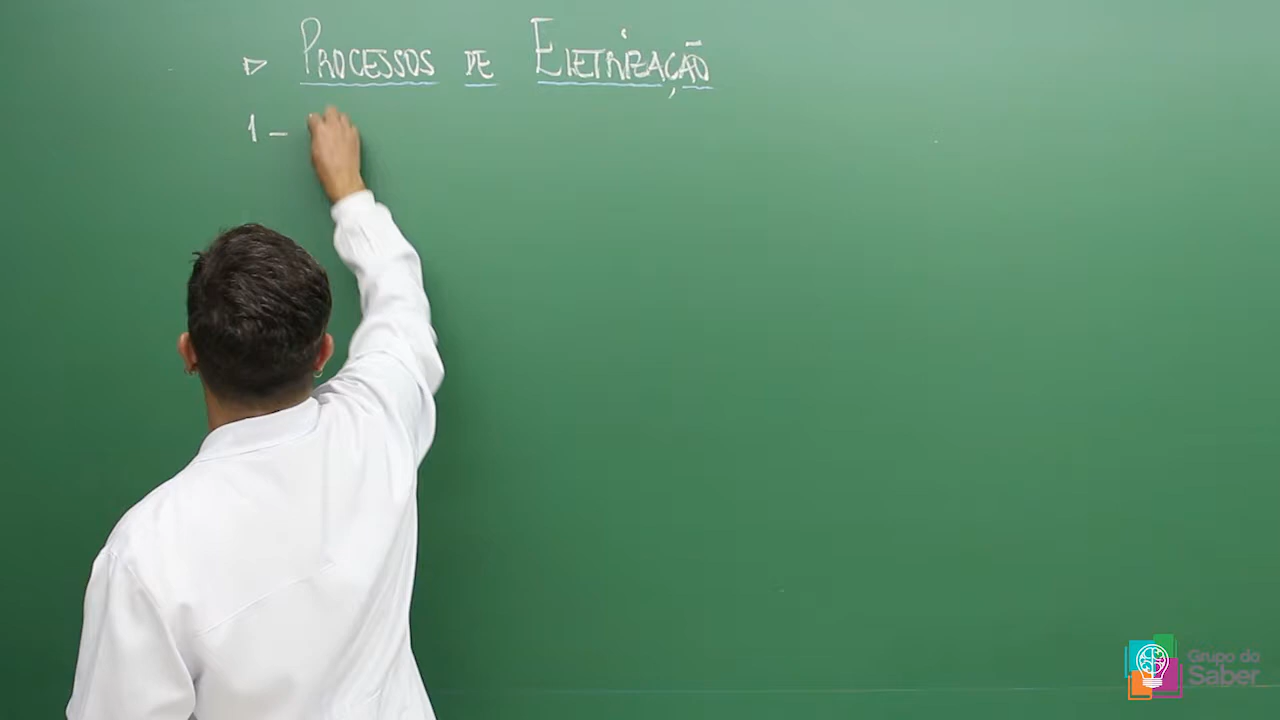 ▷ PROCESSOS DE ELETRIZAÇÃO
1 –
Grupo do
Saber